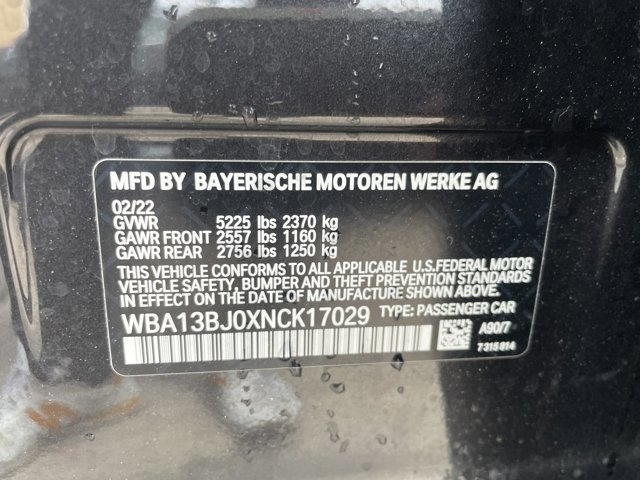 MFD BY BAYERISCHE MOTOREN WERKE AG
02/22
GVWR 5225 lbs 2370 kg
GAWR FRONT 2557 lbs 1160 kg
GAWR REAR 2756 lbs 1250 kg
THIS VEHICLE CONFORMS TO ALL APPLICABLE U.S.FEDERAL MOTOR
VEHICLE SAFETY, BUMPER AND THEFT PREVENTION STANDARDS
IN EFFECT ON THE DATE OF MANUFACTURE SHOWN ABOVE.
WBA13BJ0XNCK17029 TYPE: PASSENGER CAR
A90/7
7315814